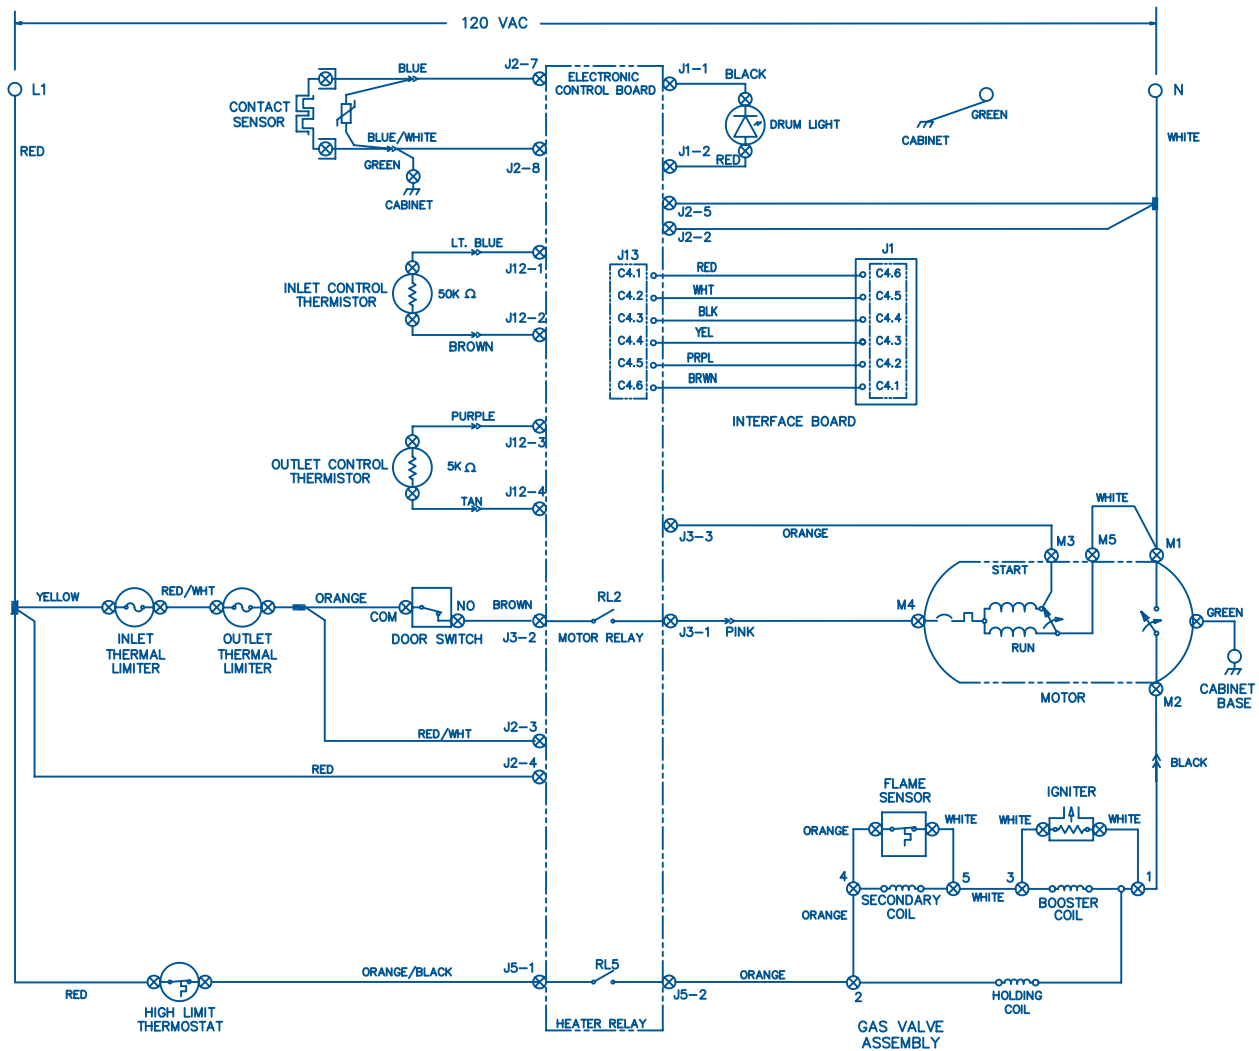 120 VAC
L1
N
RED
WHITE
CONTACT
SENSOR
BLUE
BLUE/WHITE
GREEN
CABINET
J2-7
J2-8
ELECTRONIC
CONTROL BOARD
J1-1
BLACK
DRUM LIGHT
J1-2
RED
CABINET
GREEN
J2-5
J2-2
LT. BLUE
J12-1
INLET CONTROL
THERMISTOR
50K Ω
J12-2
BROWN
J13
C4.1
C4.2
C4.3
C4.4
C4.5
C4.6
RED
WHT
BLK
YEL
PRPL
BRWN
J1
C4.6
C4.5
C4.4
C4.3
C4.2
C4.1
INTERFACE BOARD
PURPLE
J12-3
OUTLET CONTROL
THERMISTOR
5K Ω
J12-4
TAN
J3-3
ORANGE
WHITE
M3
M5
M1
START
M4
RUN
MOTOR
M2
GREEN
CABINET
BASE
YELLOW
INLET
THERMAL
LIMITER
RED/WHT
OUTLET
THERMAL
LIMITER
ORANGE
COM
NO
DOOR SWITCH
BROWN
J3-2
RL2
MOTOR RELAY
J3-1
PINK
RED/WHT
J2-3
RED
J2-4
BLACK
FLAME
SENSOR
ORANGE
WHITE
IGNITER
WHITE
WHITE
4
5
3
1
SECONDARY
COIL
WHITE
BOOSTER
COIL
ORANGE
RED
HIGH LIMIT
THERMOSTAT
ORANGE/BLACK
J5-1
RL5
HEATER RELAY
J5-2
ORANGE
2
HOLDING
COIL
GAS VALVE
ASSEMBLY